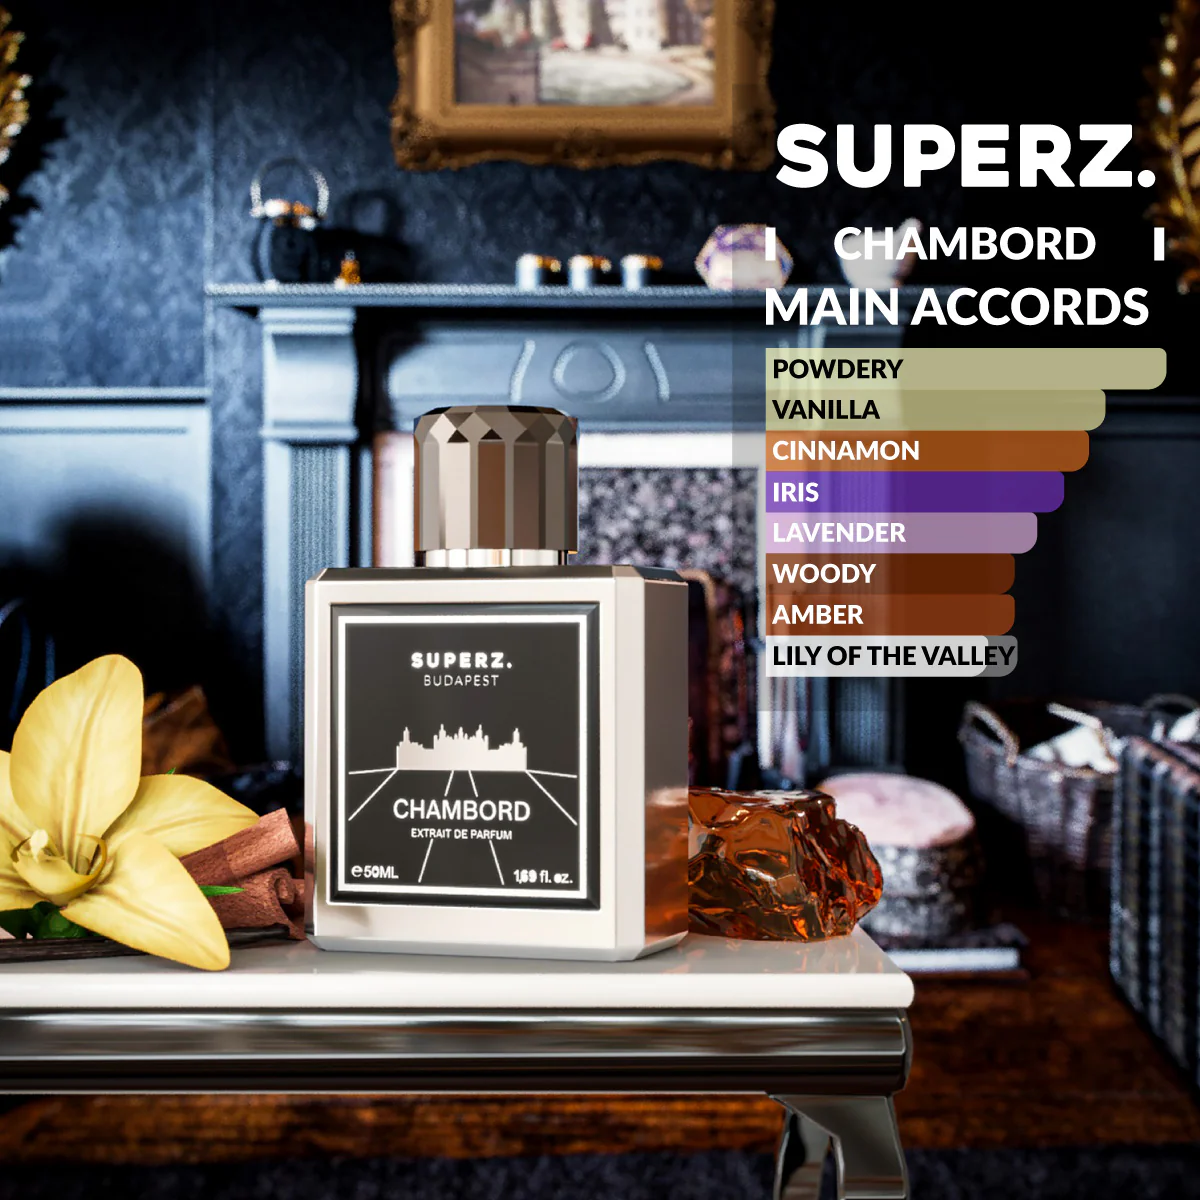 SUPERZ.
CHAMBORD
MAIN ACCORDS
POWDERY
VANILLA
CINNAMON
IRIS
LAVENDER
WOODY
AMBER
LILY OF THE VALLEY
SUPERZ.
BUDAPEST
CHAMBORD
EXTRAIT DE PARFUM
℮50ML 1,69 fl. oz.